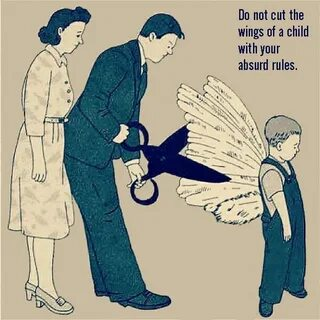 Do not cut the
wings of a child
with your
absurd rules.